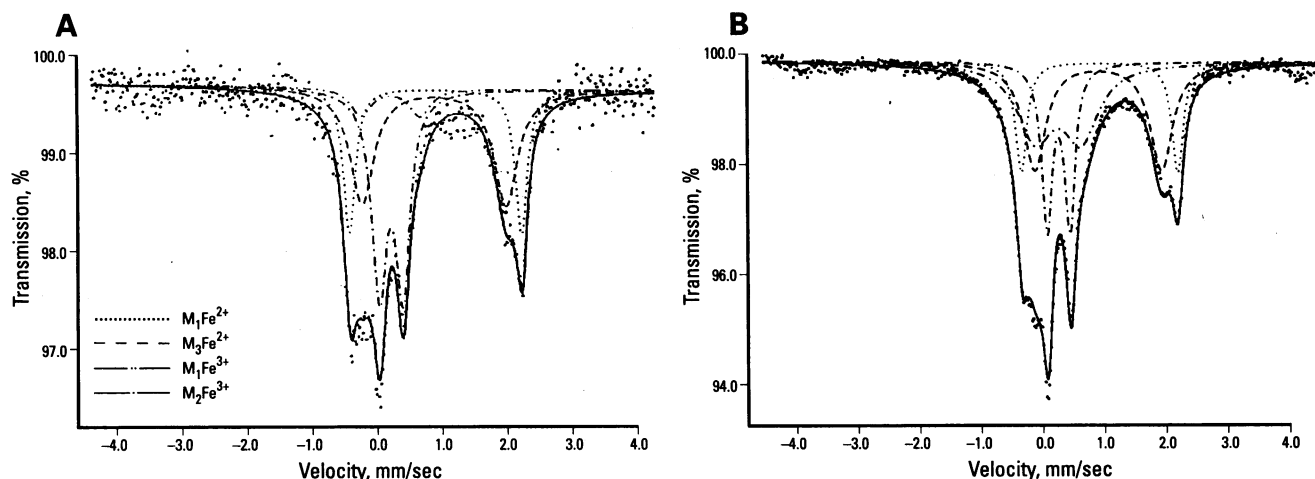 A
100.0
99.0
98.0
97.0
Transmission, %
M₁Fe²⁺
M₃Fe²⁺
M₁Fe³⁺
M₂Fe³⁺
–4.0 –3.0 –2.0 –1.0 0.0 1.0 2.0 3.0 4.0
Velocity, mm/sec
B
100.0
98.0
96.0
94.0
Transmission, %
–4.0 –3.0 –2.0 –1.0 0.0 1.0 2.0 3.0 4.0
Velocity, mm/sec